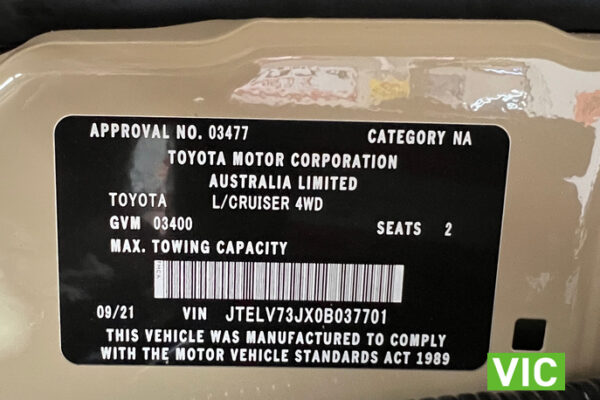 APPROVAL NO. 03477 CATEGORY NA
TOYOTA MOTOR CORPORATION
AUSTRALIA LIMITED
TOYOTA L/CRUISER 4WD
GVM 03400 SEATS 2
MAX. TOWING CAPACITY
09/21 VIN JTELV73JX0B037701
THIS VEHICLE WAS MANUFACTURED TO COMPLY
WITH THE MOTOR VEHICLE STANDARDS ACT 1989
VIC